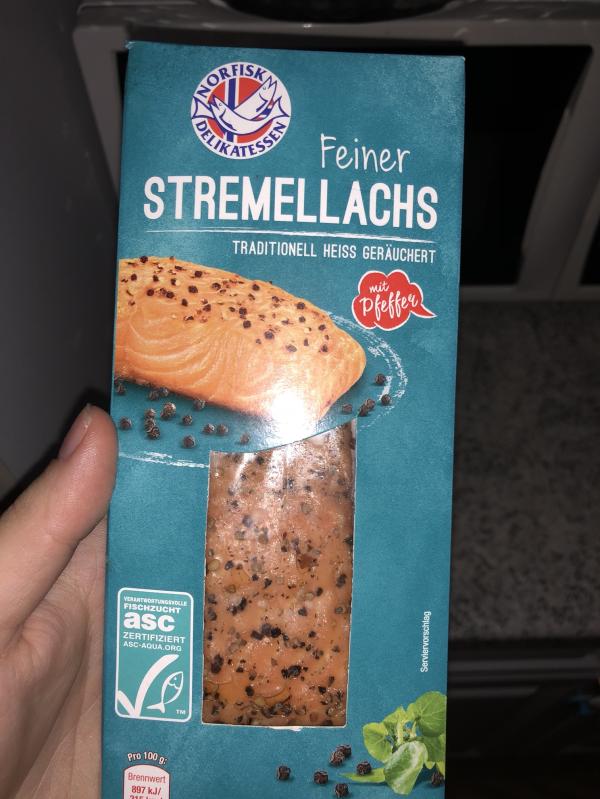 NORFISK
DELIKATESSEN
Feiner
STREMELLACHS
TRADITIONELL HEISS GERÄUCHERT
mit
Pfeffer
VERANTWORTUNGSVOLLE
FISCHZUCHT
asc
ZERTIFIZIERT
ASC-AQUA.ORG
TM
Serviervorschlag
Pro 100 g:
Brennwert
897 kJ/